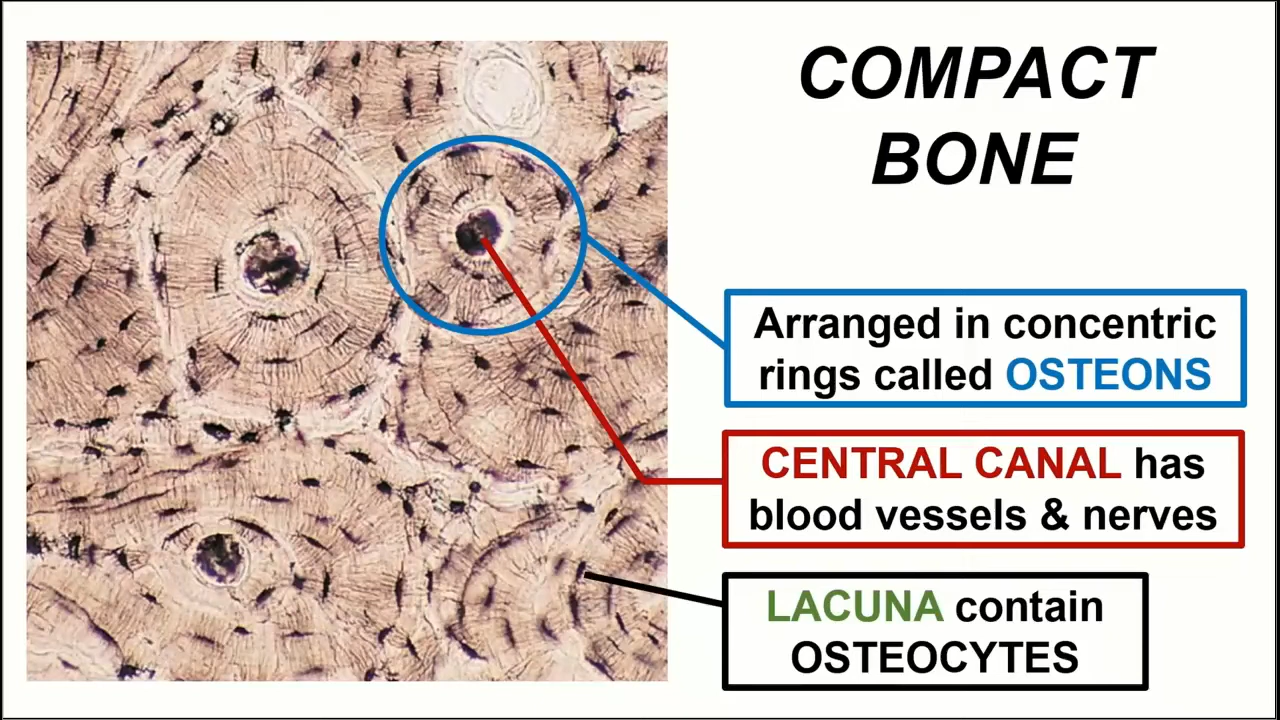 COMPACT
BONE
Arranged in concentric
rings called OSTEONS
CENTRAL CANAL has
blood vessels & nerves
LACUNA contain
OSTEOCYTES